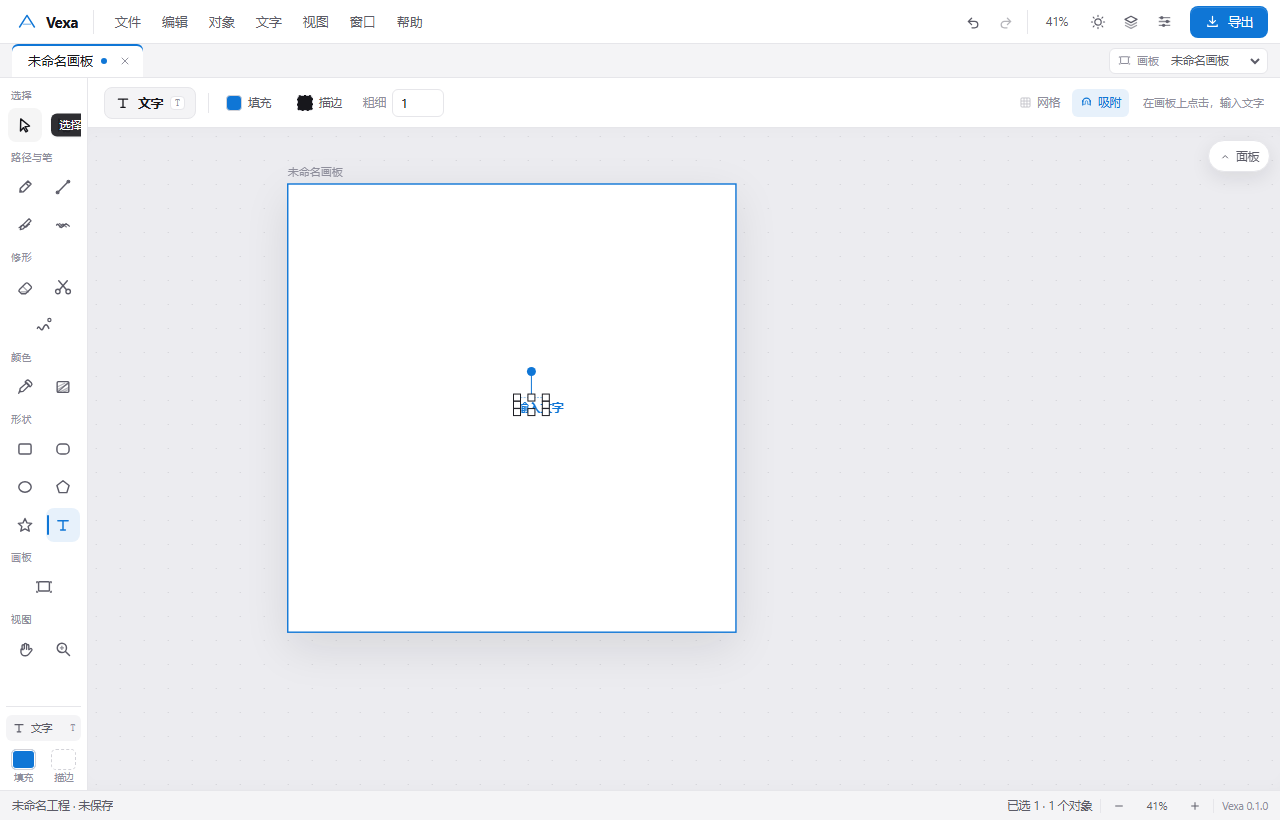 Vexa 文件 编辑 对象 文字 视图 窗口 帮助 41% 导出
未命名画板 画板 未命名画板
选择
选择
文字 T 填充 描边 粗细 1 网格 吸附 在画板上点击，输入文字
路径与笔
面板
未命名画板
修形
颜色
输入文字
形状
画板
视图
文字 T
填充 描边
未命名工程 · 未保存 已选 1 · 1 个对象 41% Vexa 0.1.0